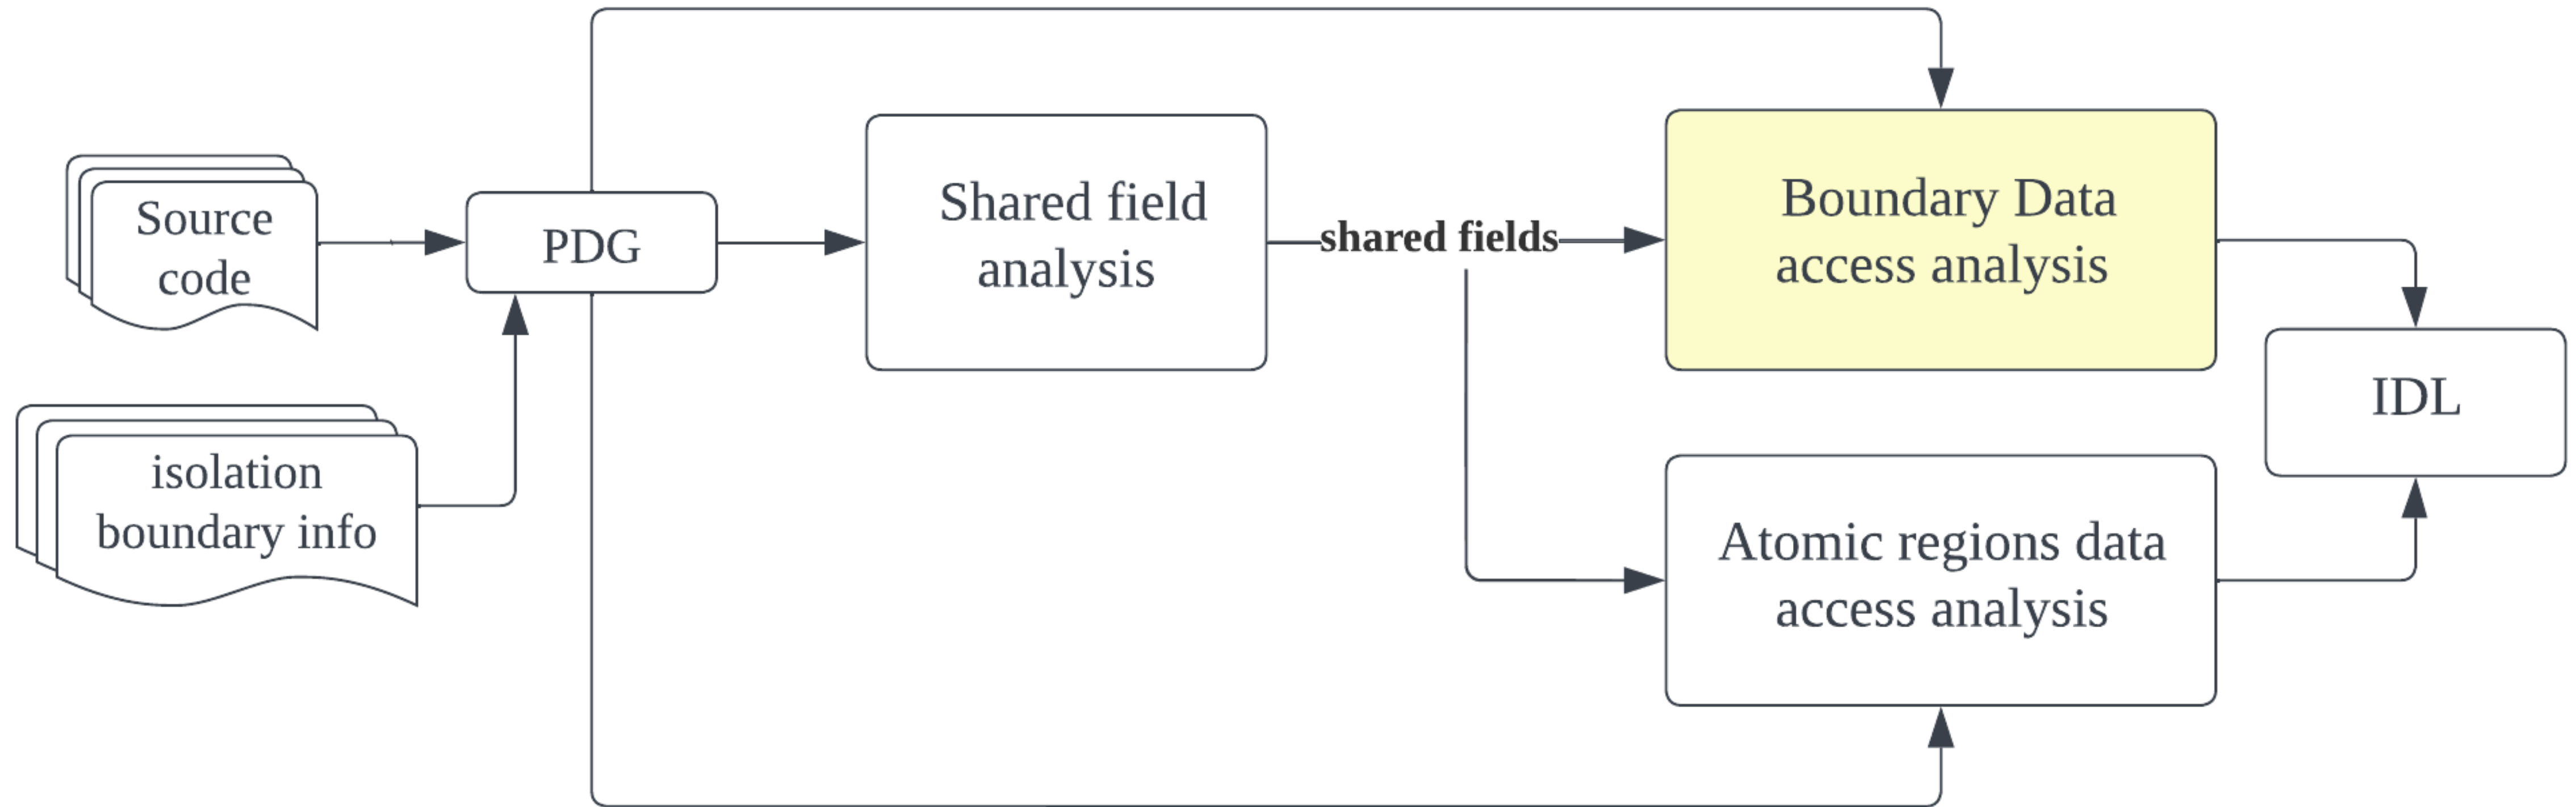 Source
code
isolation
boundary info
PDG
Shared field
analysis
shared fields
Boundary Data
access analysis
Atomic regions data
access analysis
IDL